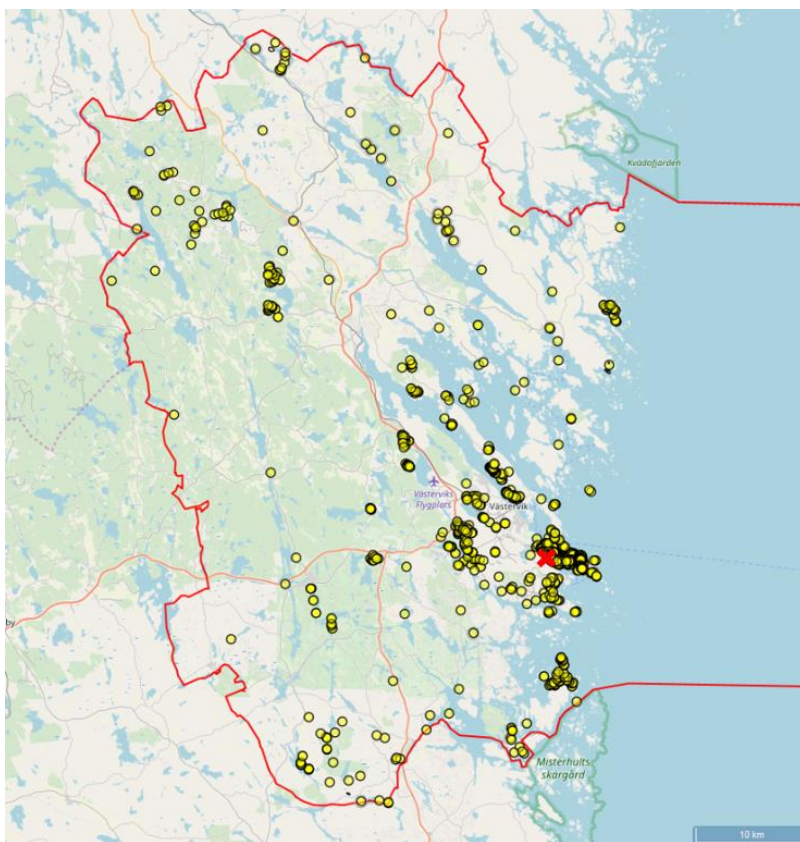 Kvädöfjärden
Västerviks
Flygplats
Västervik
by
Misterhults
skärgård
10 km